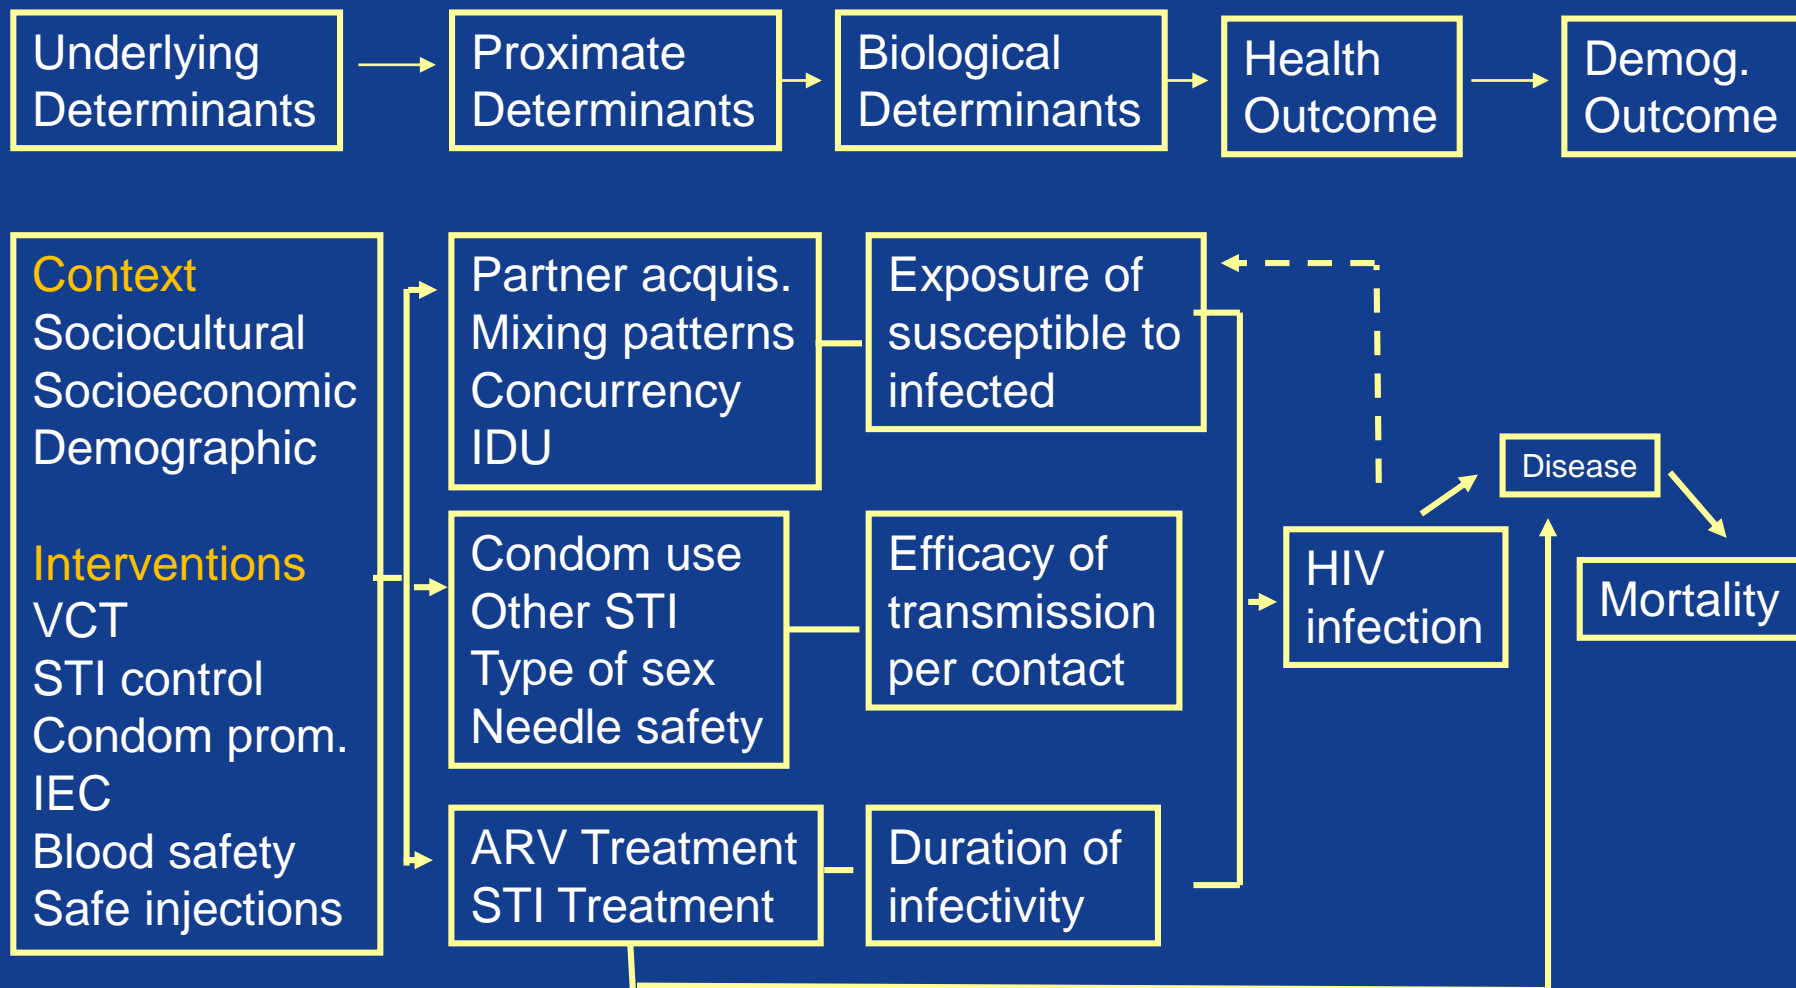 Underlying
Determinants
Proximate
Determinants
Biological
Determinants
Health
Outcome
Demog.
Outcome
Context
Sociocultural
Socioeconomic
Demographic
Interventions
VCT
STI control
Condom prom.
IEC
Blood safety
Safe injections
Partner acquis.
Mixing patterns
Concurrency
IDU
Exposure of
susceptible to
infected
Condom use
Other STI
Type of sex
Needle safety
Efficacy of
transmission
per contact
ARV Treatment
STI Treatment
Duration of
infectivity
HIV
infection
Disease
Mortality